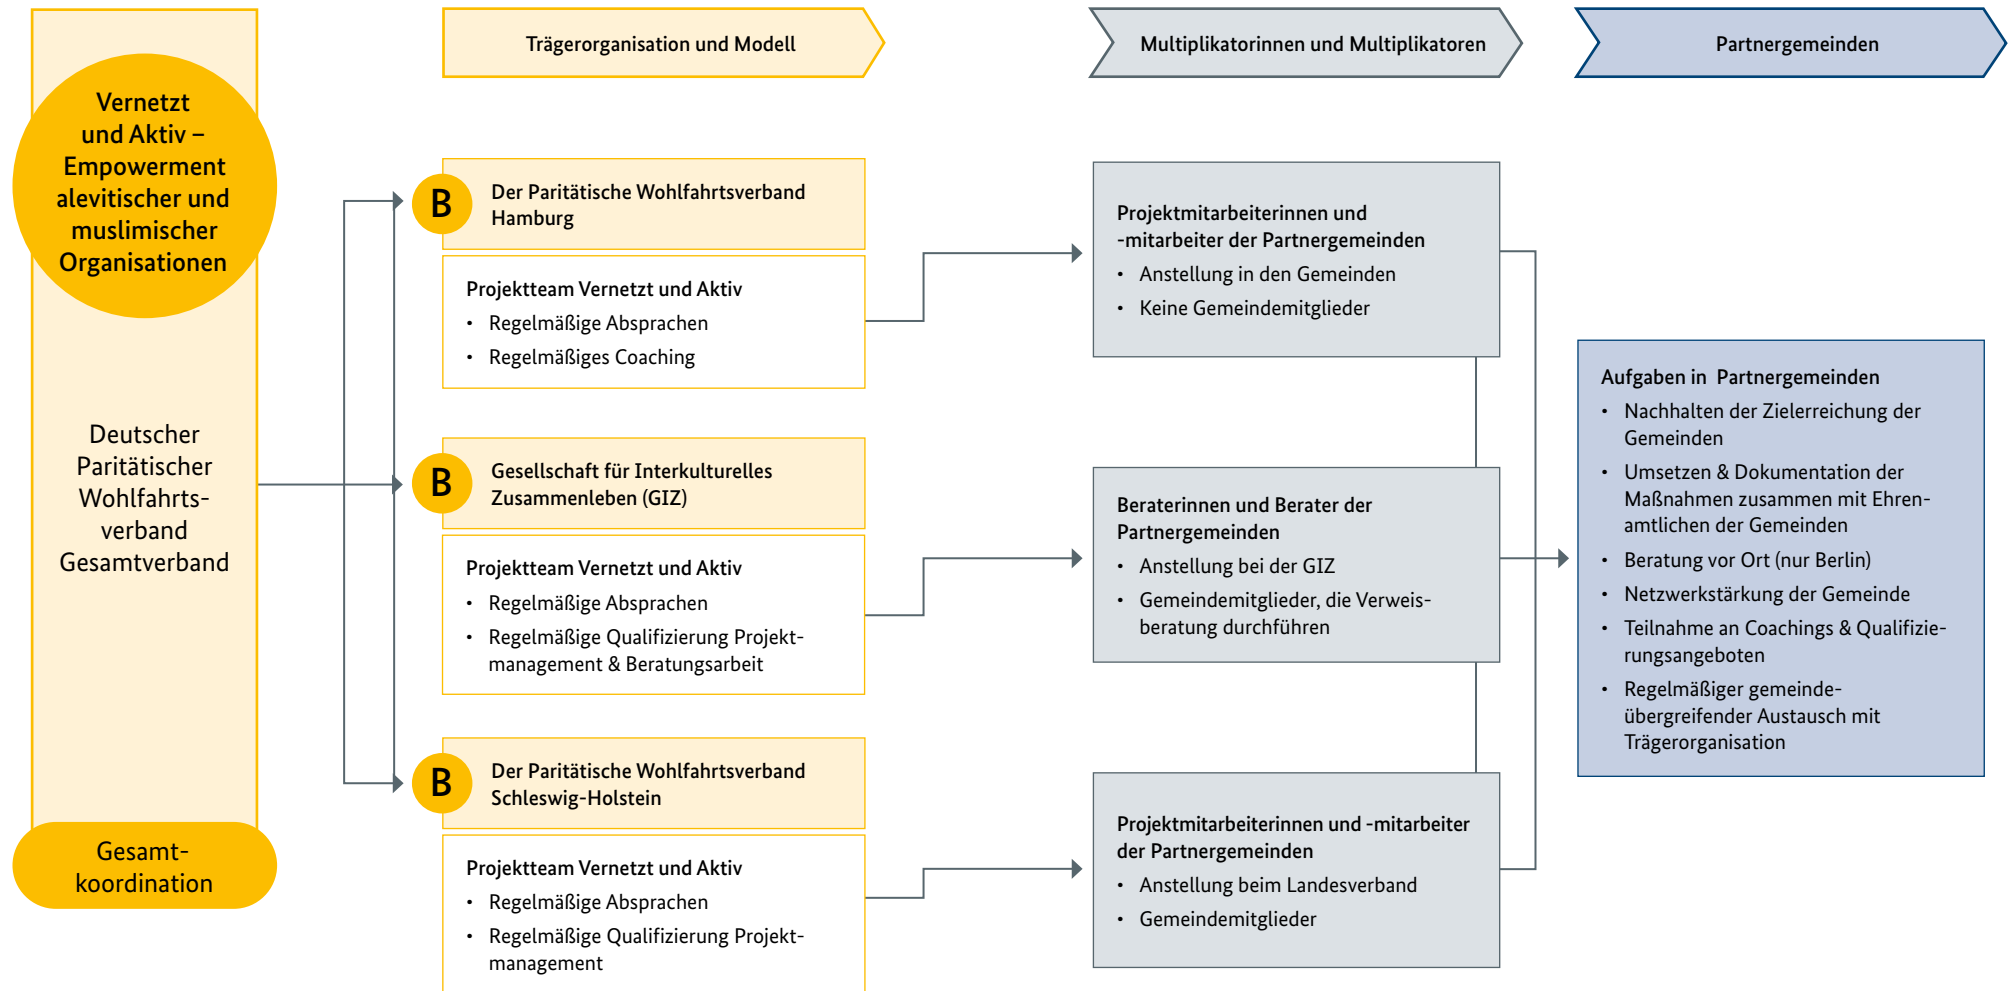 Vernetzt
und Aktiv –
Empowerment
alevitischer und
muslimischer
Organisationen
Deutscher
Paritätischer
Wohlfahrts-
verband
Gesamtverband
Gesamt-
koordination
Trägerorganisation und Modell
B
Der Paritätische Wohlfahrtsverband
Hamburg
Projektteam Vernetzt und Aktiv
• Regelmäßige Absprachen
• Regelmäßiges Coaching
B
Gesellschaft für Interkulturelles
Zusammenleben (GIZ)
Projektteam Vernetzt und Aktiv
• Regelmäßige Absprachen
• Regelmäßige Qualifizierung Projekt-
management & Beratungsarbeit
B
Der Paritätische Wohlfahrtsverband
Schleswig-Holstein
Projektteam Vernetzt und Aktiv
• Regelmäßige Absprachen
• Regelmäßige Qualifizierung Projekt-
management
Multiplikatorinnen und Multiplikatoren
Projektmitarbeiterinnen und
-mitarbeiter der Partnergemeinden
• Anstellung in den Gemeinden
• Keine Gemeindemitglieder
Beraterinnen und Berater der
Partnergemeinden
• Anstellung bei der GIZ
• Gemeindemitglieder, die Verweis-
beratung durchführen
Projektmitarbeiterinnen und -mitarbeiter
der Partnergemeinden
• Anstellung beim Landesverband
• Gemeindemitglieder
Partnergemeinden
Aufgaben in Partnergemeinden
• Nachhalten der Zielerreichung der
Gemeinden
• Umsetzen & Dokumentation der
Maßnahmen zusammen mit Ehren-
amtlichen der Gemeinden
• Beratung vor Ort (nur Berlin)
• Netzwerkstärkung der Gemeinde
• Teilnahme an Coachings & Qualifizie-
rungsangeboten
• Regelmäßiger gemeinde-
übergreifender Austausch mit
Trägerorganisation